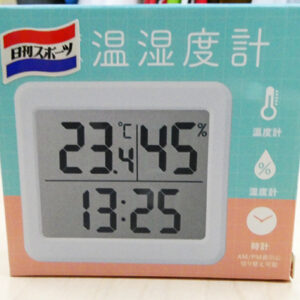 日刊スポーツ
温湿度計
23.4℃
45%
13:25
温度計
%
湿度計
時計
AM/PM表示に
切り替え可能